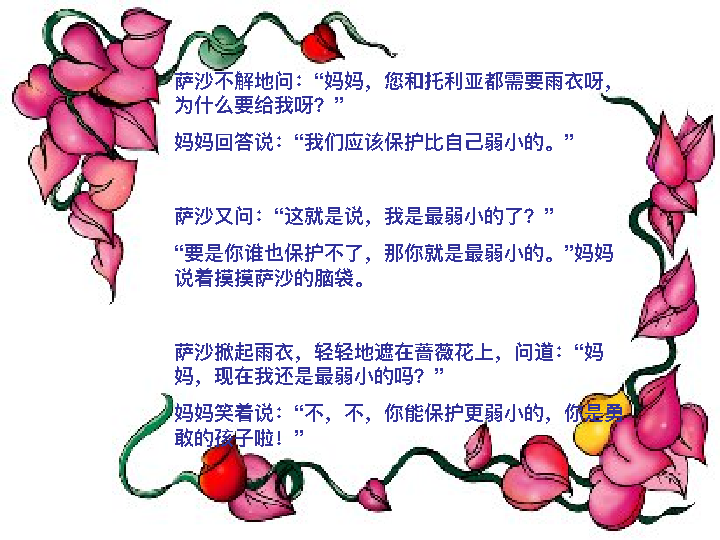 萨沙不解地问：“妈妈，您和托利亚都需要雨衣呀，
为什么要给我呀？”
妈妈回答说：“我们应该保护比自己弱小的。”
萨沙又问：“这就是说，我是最弱小的了？”
“要是你谁也保护不了，那你就是最弱小的。”妈妈
说着摸摸萨沙的脑袋。
萨沙掀起雨衣，轻轻地遮在蔷薇花上，问道：“妈
妈，现在我还是最弱小的吗？”
妈妈笑着说：“不，不，你能保护更弱小的，你是勇
敢的孩子啦！”